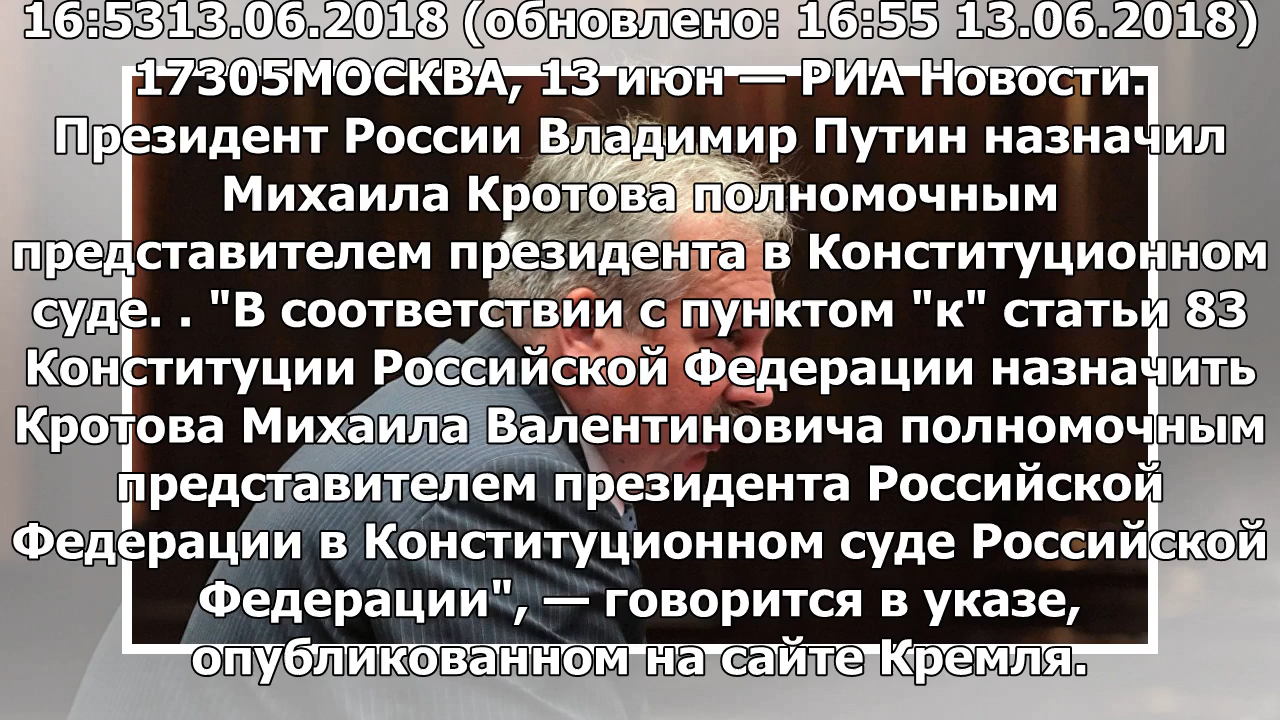 16:5313.06.2018 (обновлено: 16:55 13.06.2018)
17305МОСКВА, 13 июн — РИА Новости.
Президент России Владимир Путин назначил
Михаила Кротова полномочным
представителем президента в Конституционном
суде. . "В соответствии с пунктом "к" статьи 83
Конституции Российской Федерации назначить
Кротова Михаила Валентиновича полномочным
представителем президента Российской
Федерации в Конституционном суде Российской
Федерации", — говорится в указе,
опубликованном на сайте Кремля.